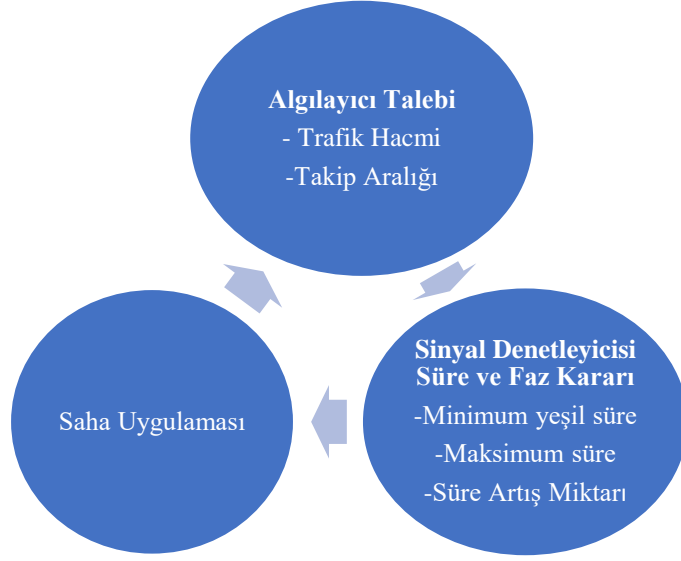 Algılayıcı Talebi
- Trafik Hacmi
-Takip Aralığı
Sinyal Denetleyicisi
Süre ve Faz Kararı
-Minimum yeşil süre
-Maksimum süre
-Süre Artış Miktarı
Saha Uygulaması